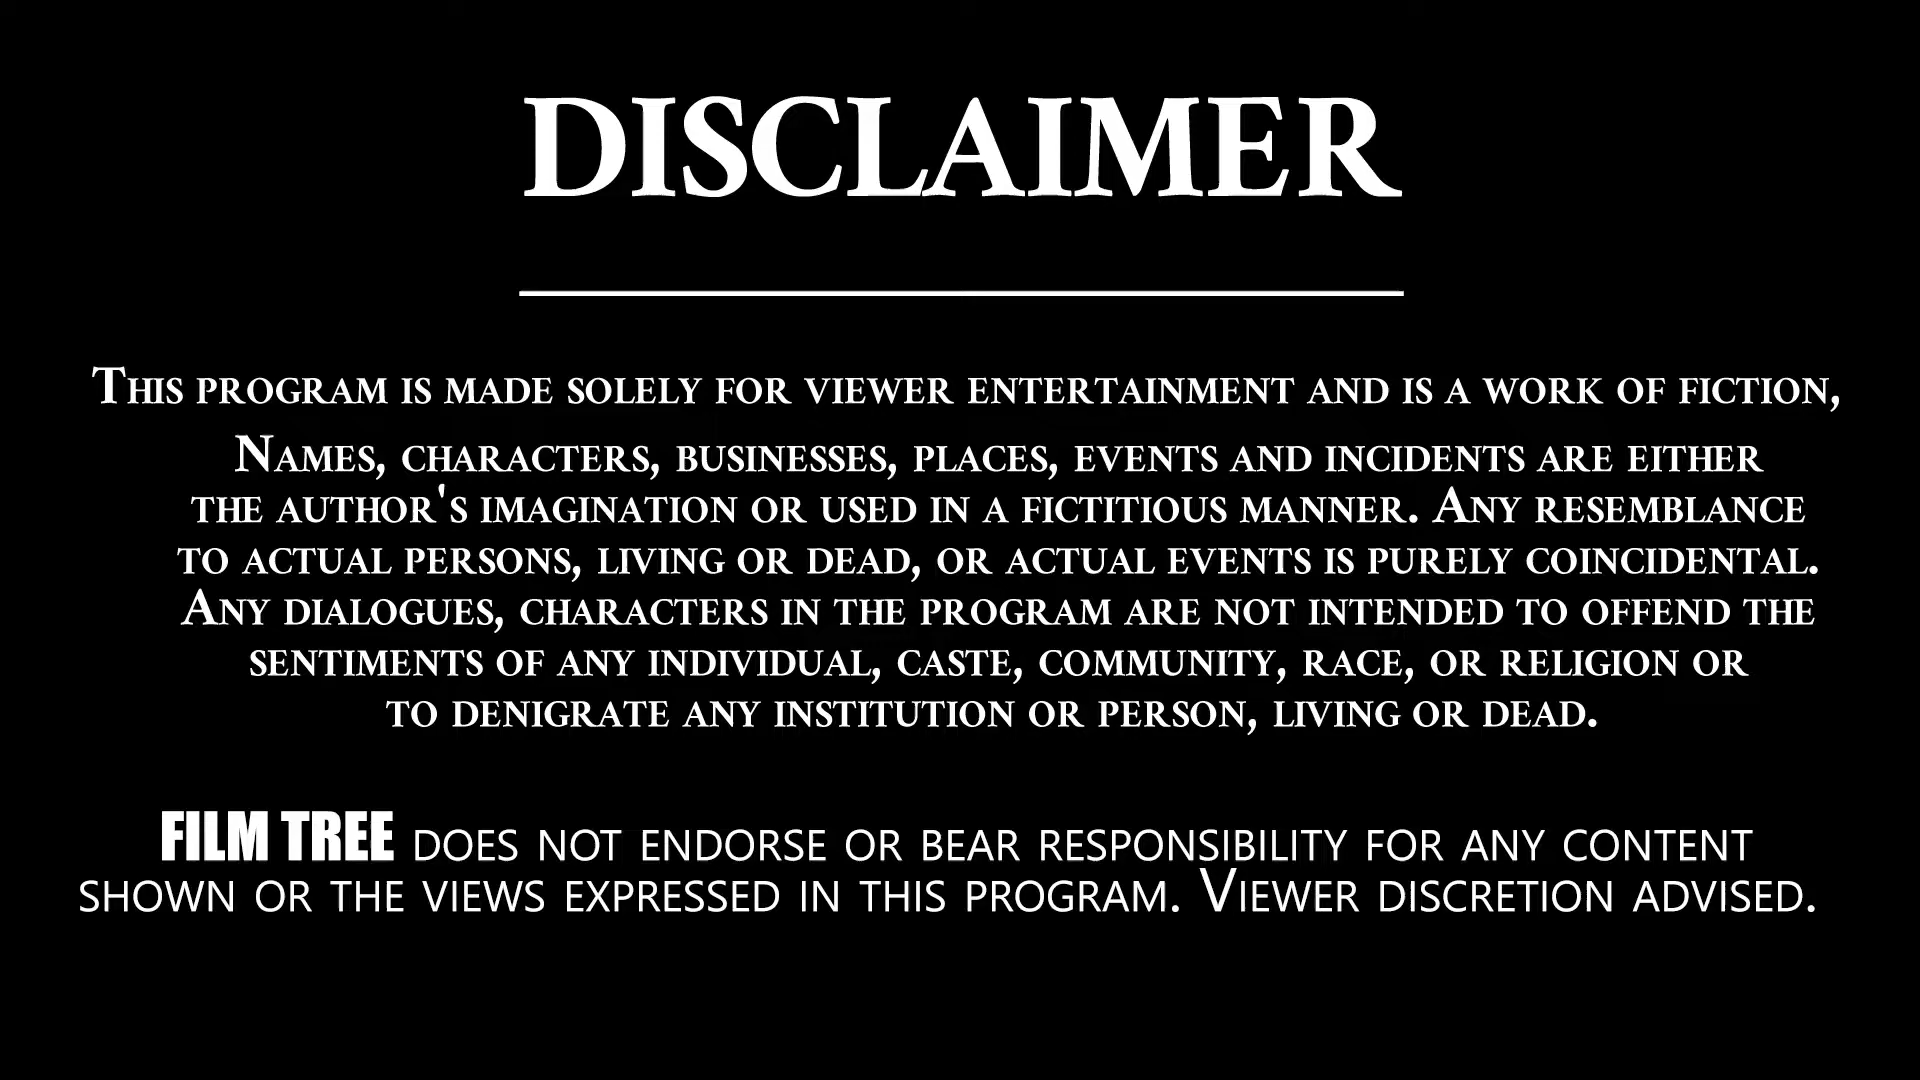 DISCLAIMER
This program is made solely for viewer entertainment and is a work of fiction,
Names, characters, businesses, places, events and incidents are either
the author's imagination or used in a fictitious manner. Any resemblance
to actual persons, living or dead, or actual events is purely coincidental.
Any dialogues, characters in the program are not intended to offend the
sentiments of any individual, caste, community, race, or religion or
to denigrate any institution or person, living or dead.
FILM TREE does not endorse or bear responsibility for any content
shown or the views expressed in this program. Viewer discretion advised.